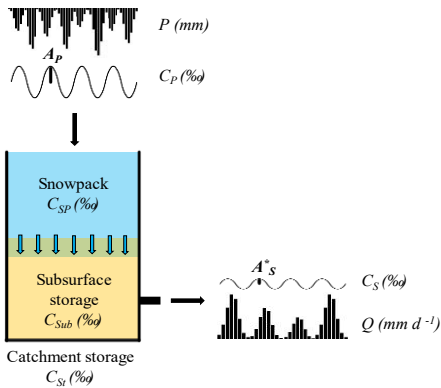 P (mm)
A_P
C_P (‰)
Snowpack
C_SP (‰)
Subsurface
storage
C_Sub (‰)
A*_S
C_S (‰)
Q (mm d ⁻¹)
Catchment storage
C_St (‰)